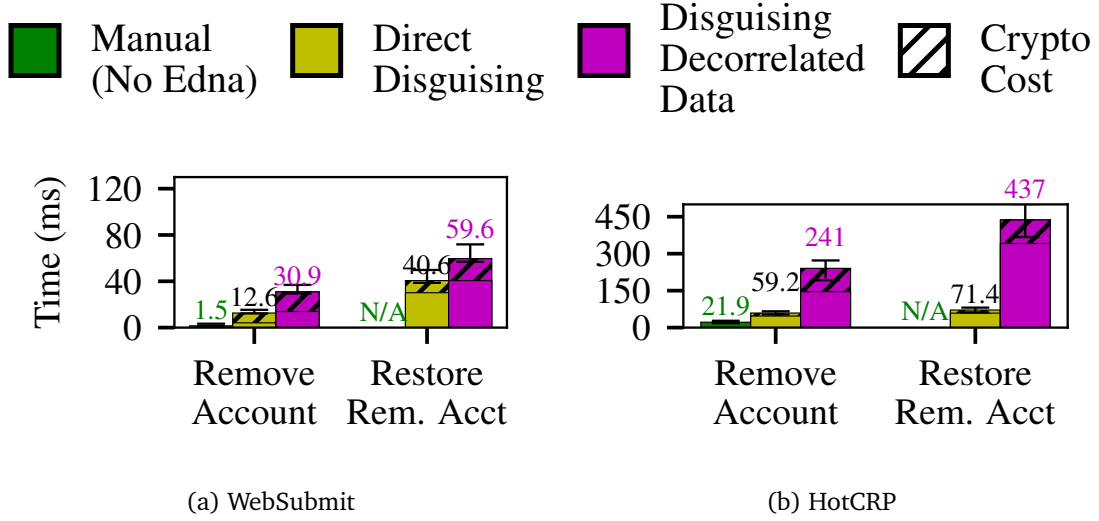 Manual
(No Edna)
Direct
Disguising
Disguising
Decorrelated
Data
Crypto
Cost
Time (ms)
120
80
40
0
1.5
12.6
30.9
N/A
40.6
59.6
Remove
Account
Restore
Rem. Acct
(a) WebSubmit
450
300
150
0
21.9
59.2
241
N/A
71.4
437
Remove
Account
Restore
Rem. Acct
(b) HotCRP